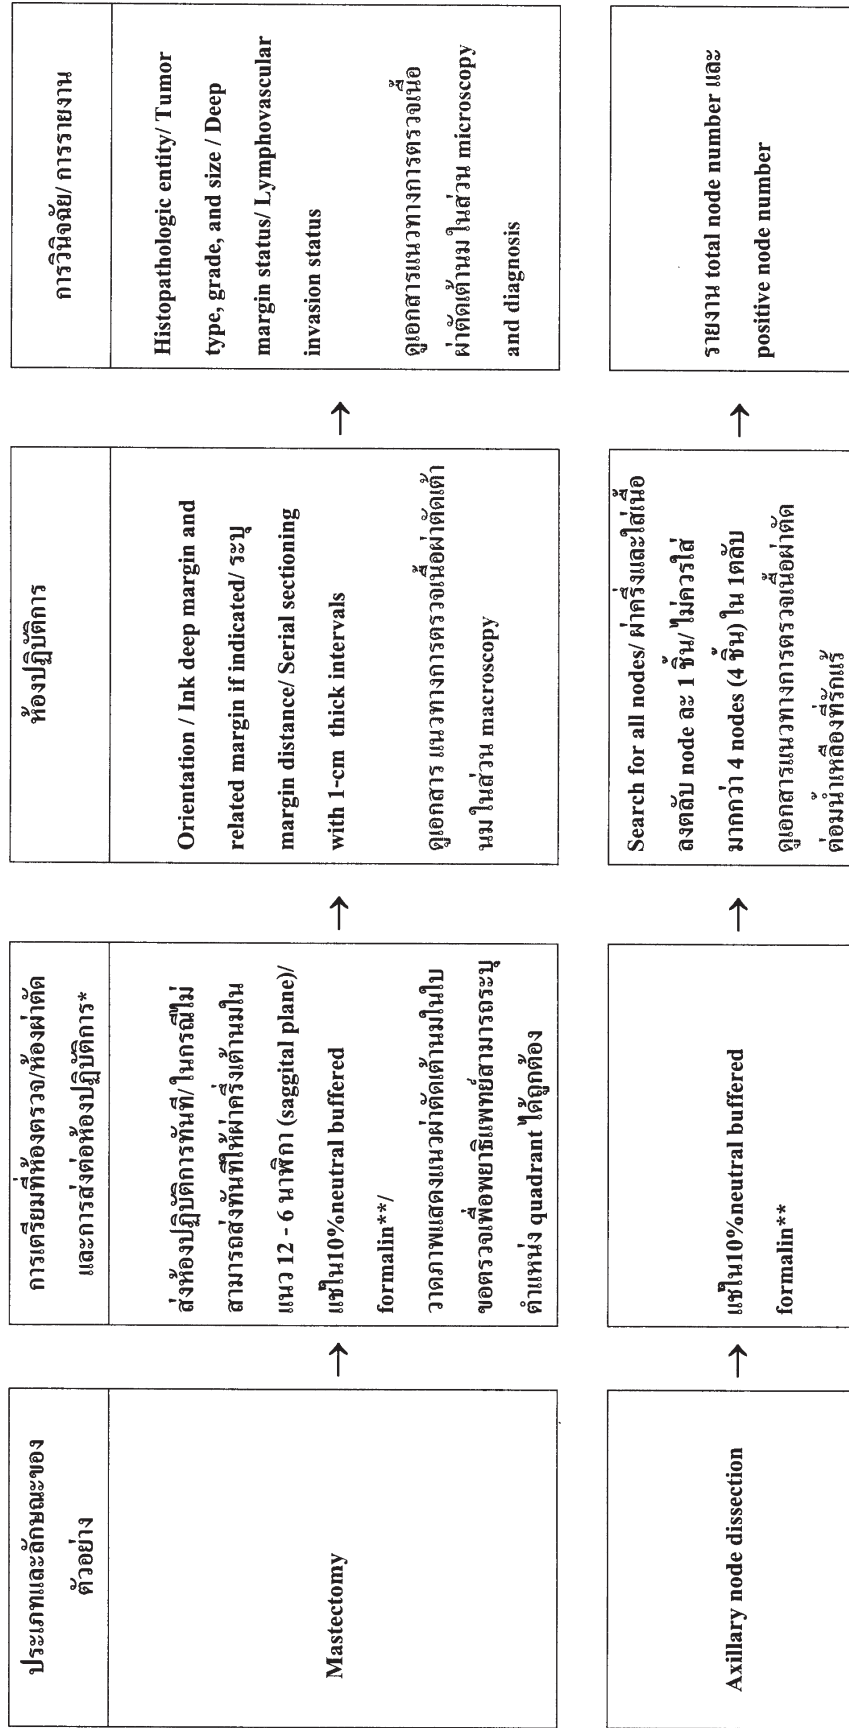 ประเภทและลักษณะของ
ตัวอย่าง
การเตรียมที่ห้องตรวจ/ห้องผ่าตัด
และการส่งต่อห้องปฏิบัติการ*
ห้องปฏิบัติการ
การวินิจฉัย/ การรายงาน
Mastectomy
→
ส่งห้องปฏิบัติการทันที/ ในกรณีไม่
สามารถส่งทันทีให้ผ่าครึ่งเต้านมใน
แนว 12 - 6 นาฬิกา (saggital plane)/
แช่ใน10%neutral buffered
formalin**/
วาดภาพแสดงแนวผ่าตัดเต้านมในใบ
ขอตรวจเพื่อพยาธิแพทย์สามารถระบุ
ตำแหน่ง quadrant ได้ถูกต้อง
→
Orientation / Ink deep margin and
related margin if indicated/ ระบุ
margin distance/ Serial sectioning
with 1-cm thick intervals
ดูเอกสาร แนวทางการตรวจเนื้อผ่าตัดเต้า
นม ในส่วน macroscopy
→
Histopathologic entity/ Tumor
type, grade, and size / Deep
margin status/ Lymphovascular
invasion status
ดูเอกสารแนวทางการตรวจเนื้อ
ผ่าตัดเต้านม ในส่วน microscopy
and diagnosis
Axillary node dissection
→
แช่ใน10%neutral buffered
formalin**
→
Search for all nodes/ ผ่าครึ่งและใส่เนื้อ
ลงตลับ node ละ 1 ชิ้น/ ไม่ควรใส่
มากกว่า 4 nodes (4 ชิ้น) ใน 1ตลับ
ดูเอกสารแนวทางการตรวจเนื้อผ่าตัด
ต่อมน้ำเหลืองที่รักแร้
→
รายงาน total node number และ
positive node number